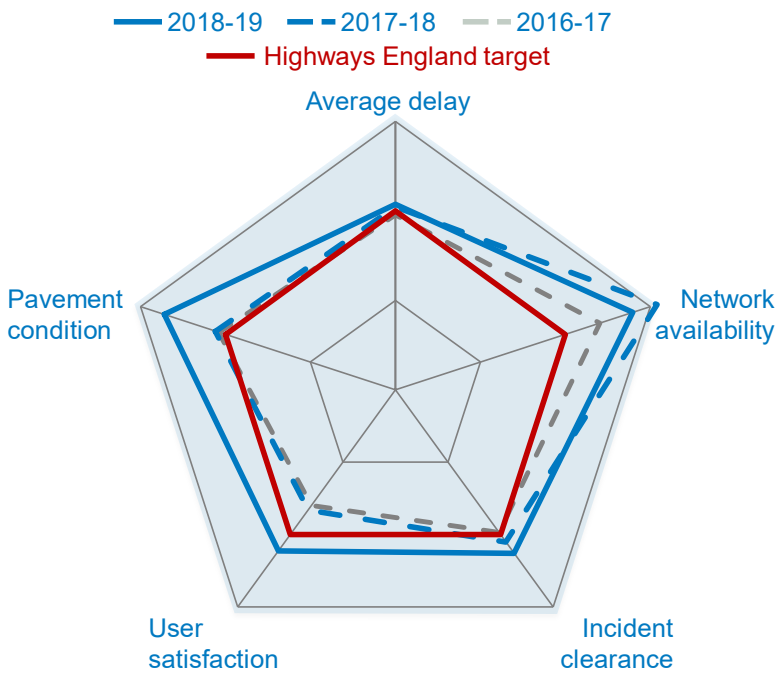 2018-19 2017-18 2016-17
Highways England target
Average delay
Pavement
condition
Network
availability
User
satisfaction
Incident
clearance